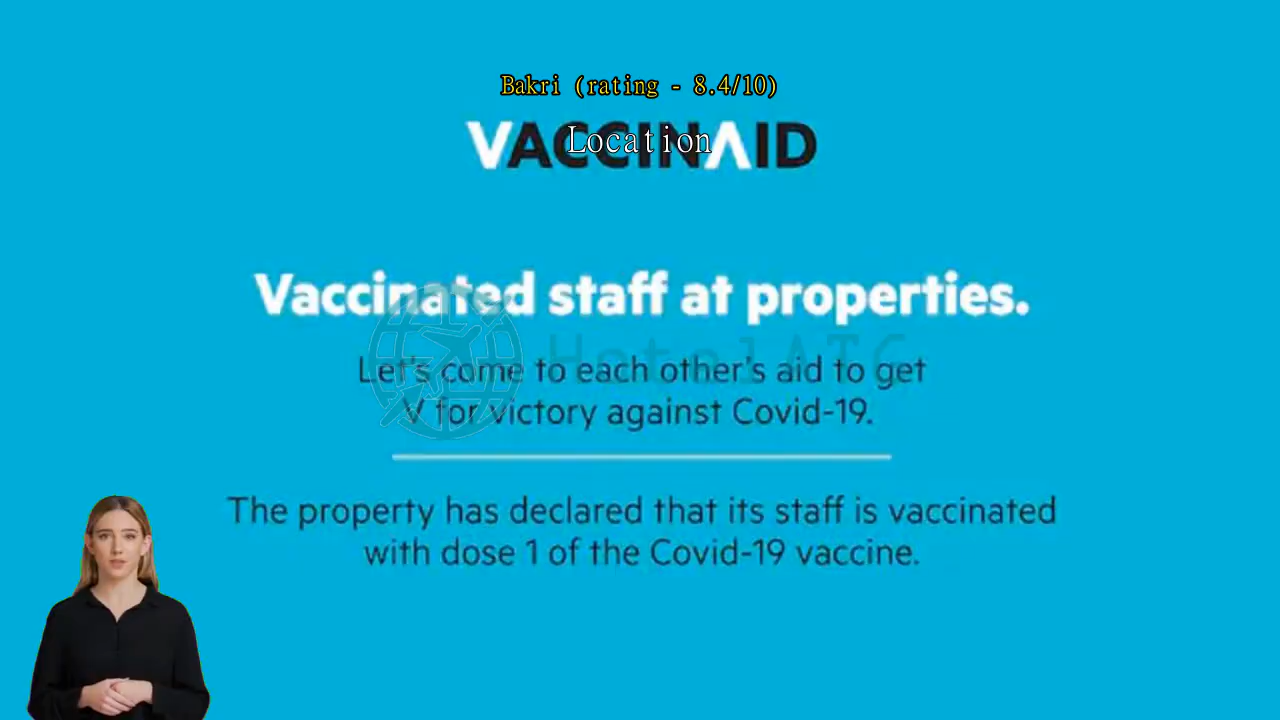 Bakri (rating - 8.4/10)
VACCINAID
Location
Vaccinated staff at properties.
HotelATG
Let's come to each other's aid to get
V for victory against Covid-19.
The property has declared that its staff is vaccinated
with dose 1 of the Covid-19 vaccine.